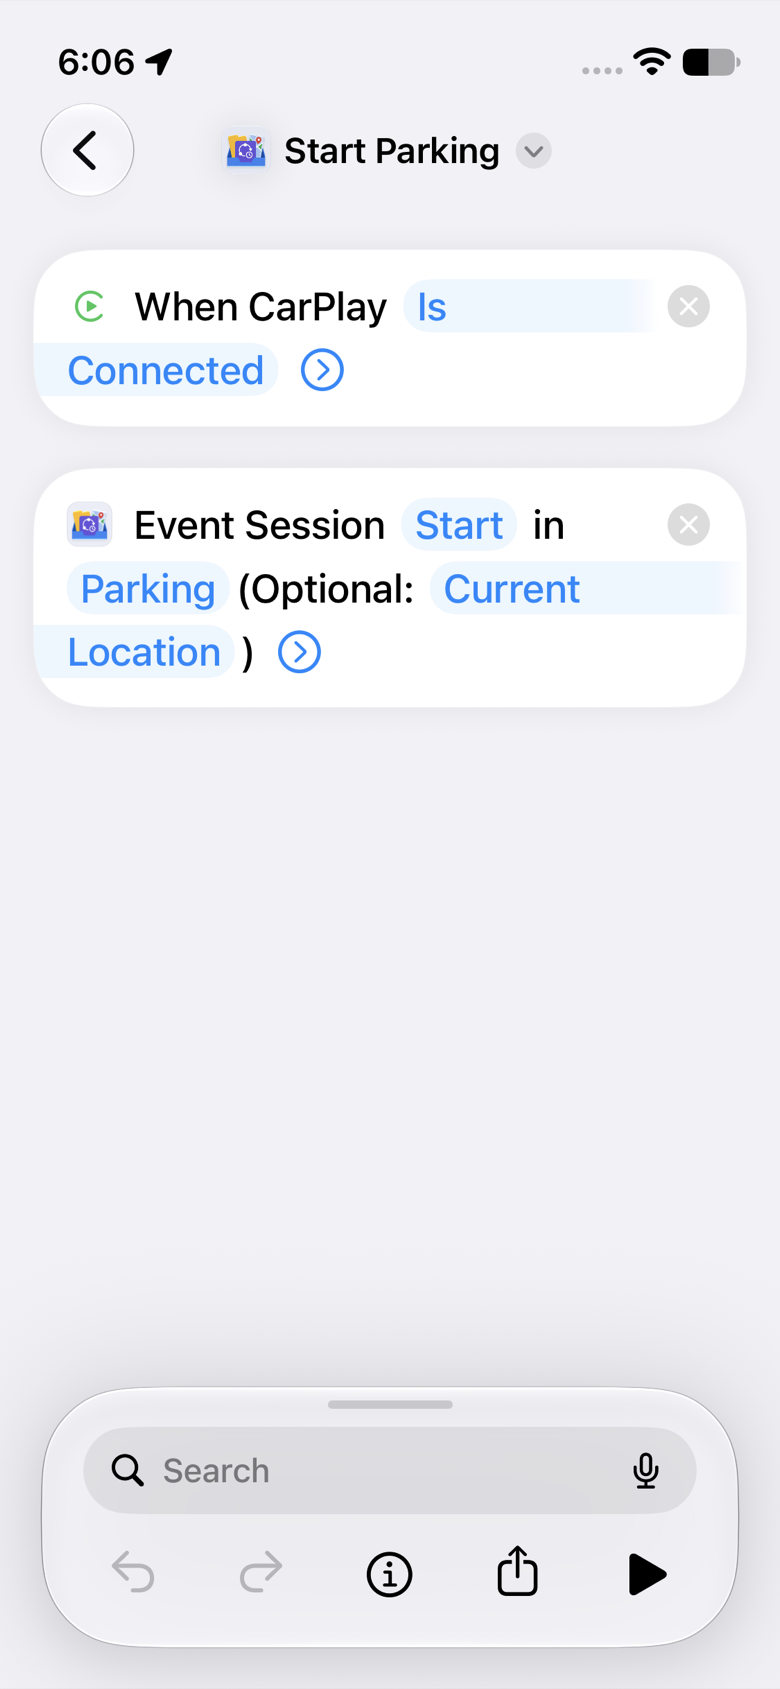 6:06
Start Parking
When CarPlay Is
Connected
Event Session Start in
Parking (Optional: Current
Location )
Search